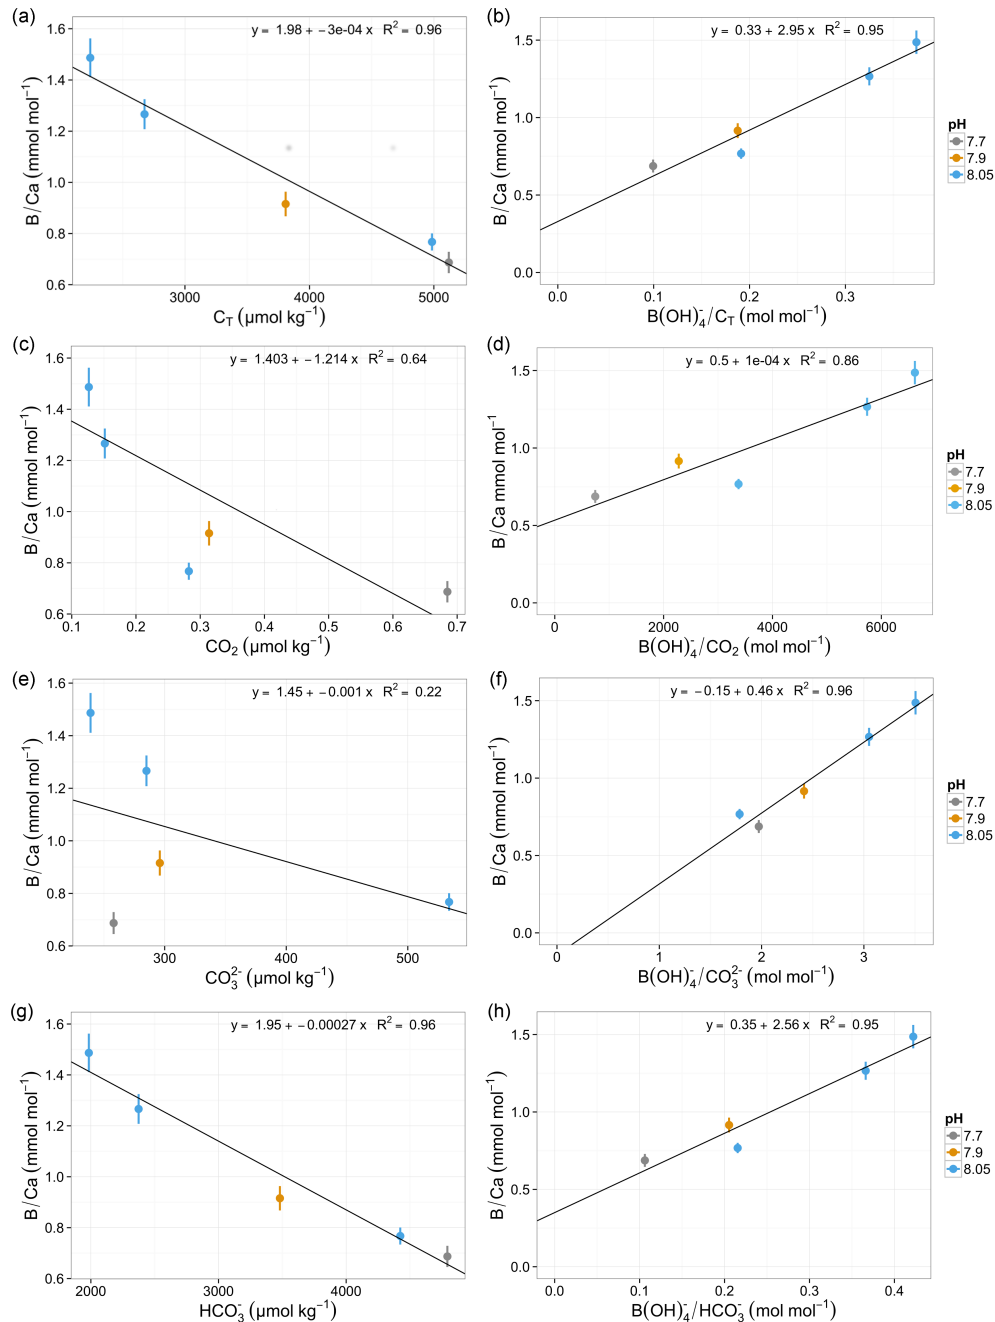 (a)
y = 1.98 + −3e−04 x R² = 0.96
1.6
1.4
1.2
1.0
0.8
0.6
B/Ca (mmol mol⁻¹)
3000 4000 5000
C_T (µmol kg⁻¹)
(b)
y = 0.33 + 2.95 x R² = 0.95
1.5
1.0
0.5
0.0
B/Ca (mmol mol⁻¹)
0.0 0.1 0.2 0.3
B(OH)₄⁻/C_T (mol mol⁻¹)
pH
7.7
7.9
8.05
(c)
y = 1.403 + −1.214 x R² = 0.64
1.6
1.4
1.2
1.0
0.8
0.6
B/Ca (mmol mol⁻¹)
0.1 0.2 0.3 0.4 0.5 0.6 0.7
CO₂ (µmol kg⁻¹)
(d)
y = 0.5 + 1e−04 x R² = 0.86
1.5
1.0
0.5
0.0
B/Ca (mmol mol⁻¹
0 2000 4000 6000
B(OH)₄⁻/CO₂ (mol mol⁻¹)
pH
7.7
7.9
8.05
(e)
y = 1.45 + −0.001 x R² = 0.22
1.6
1.4
1.2
1.0
0.8
0.6
B/Ca (mmol mol⁻¹)
300 400 500
CO₃²⁻ (µmol kg⁻¹)
(f)
y = −0.15 + 0.46 x R² = 0.96
1.5
1.0
0.5
0.0
B/Ca (mmol mol⁻¹)
0 1 2 3
B(OH)₄⁻/CO₃²⁻ (mol mol⁻¹)
pH
7.7
7.9
8.05
(g)
y = 1.95 + −0.00027 x R² = 0.96
1.6
1.4
1.2
1.0
0.8
0.6
B/Ca (mmol mol⁻¹)
2000 3000 4000
HCO₃⁻ (µmol kg⁻¹)
(h)
y = 0.35 + 2.56 x R² = 0.95
1.5
1.0
0.5
0.0
B/Ca (mmol mol⁻¹)
0.0 0.1 0.2 0.3 0.4
B(OH)₄⁻/HCO₃⁻ (mol mol⁻¹)
pH
7.7
7.9
8.05